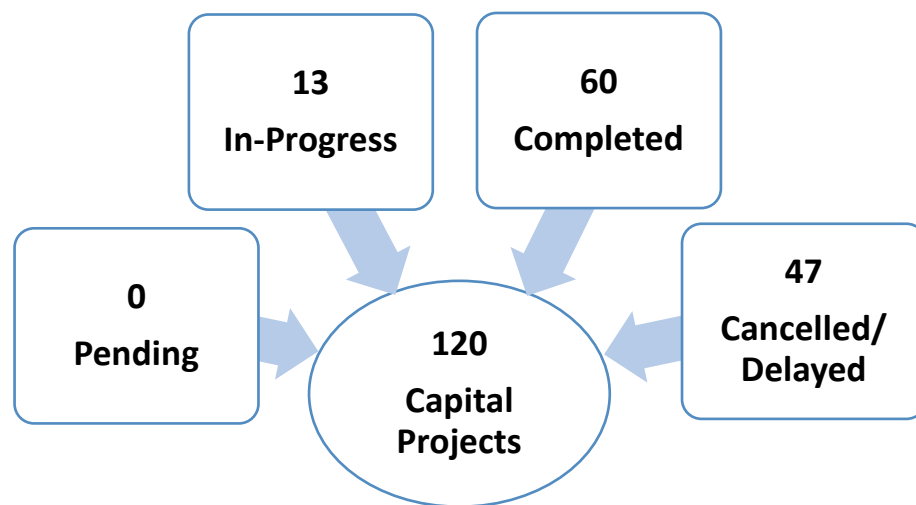 13
In-Progress
60
Completed
0
Pending
47
Cancelled/
Delayed
120
Capital
Projects